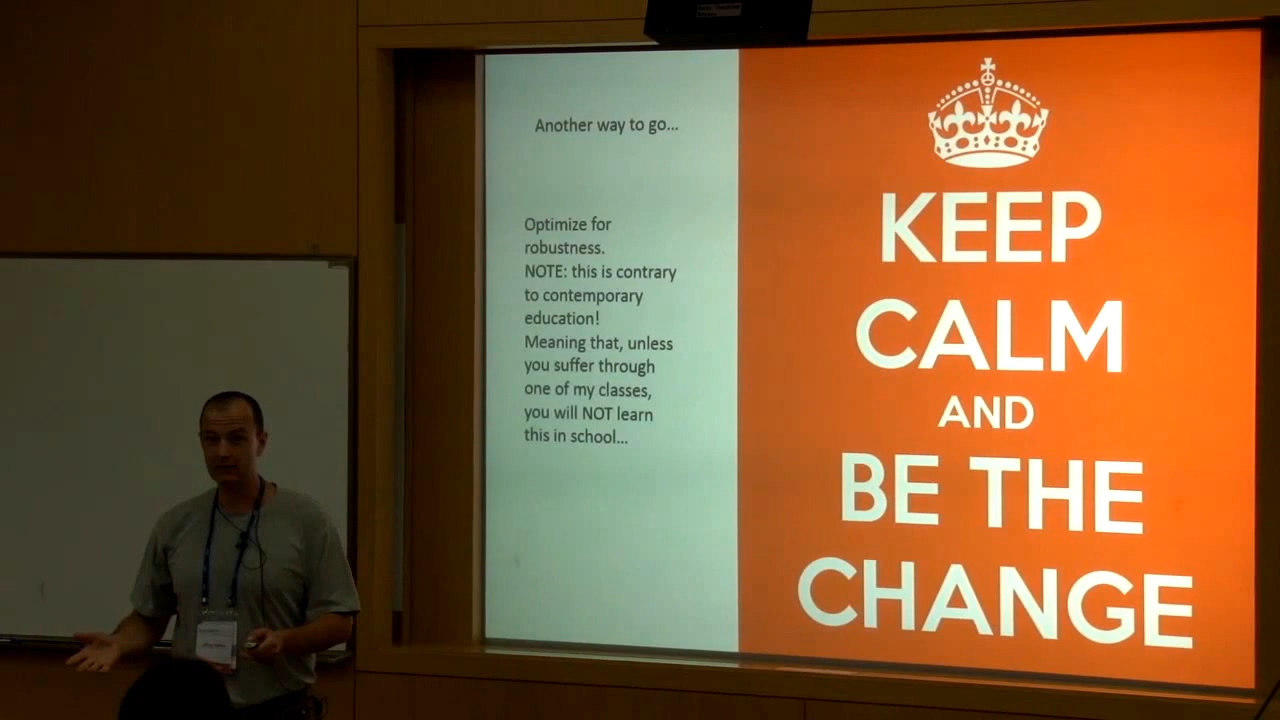 Another way to go...
Optimize for
robustness.
NOTE: this is contrary
to contemporary
education!
Meaning that, unless
you suffer through
one of my classes,
you will NOT learn
this in school...
KEEP
CALM
AND
BE THE
CHANGE